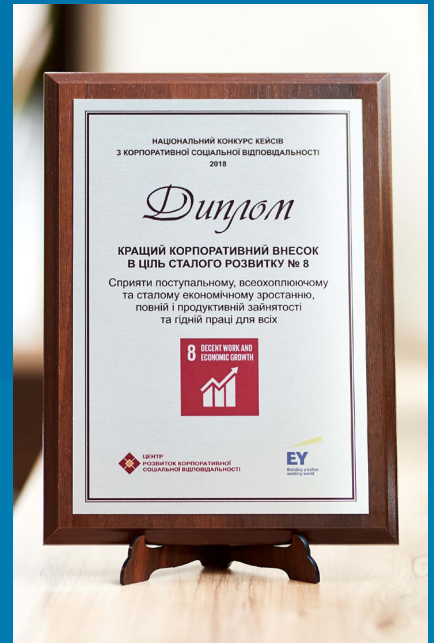 НАЦІОНАЛЬНИЙ КОНКУРС КЕЙСІВ
З КОРПОРАТИВНОЇ СОЦІАЛЬНОЇ ВІДПОВІДАЛЬНОСТІ
2018
Диплом
КРАЩИЙ КОРПОРАТИВНИЙ ВНЕСОК
В ЦІЛЬ СТАЛОГО РОЗВИТКУ № 8
Сприяти поступальному, всеохоплюючому
та сталому економічному зростанню,
повній і продуктивній зайнятості
та гідній праці для всіх
8 DECENT WORK AND
ECONOMIC GROWTH
ЦЕНТР
РОЗВИТОК КОРПОРАТИВНОЇ
СОЦІАЛЬНОЇ ВІДПОВІДАЛЬНОСТІ
EY
Building a better
working world